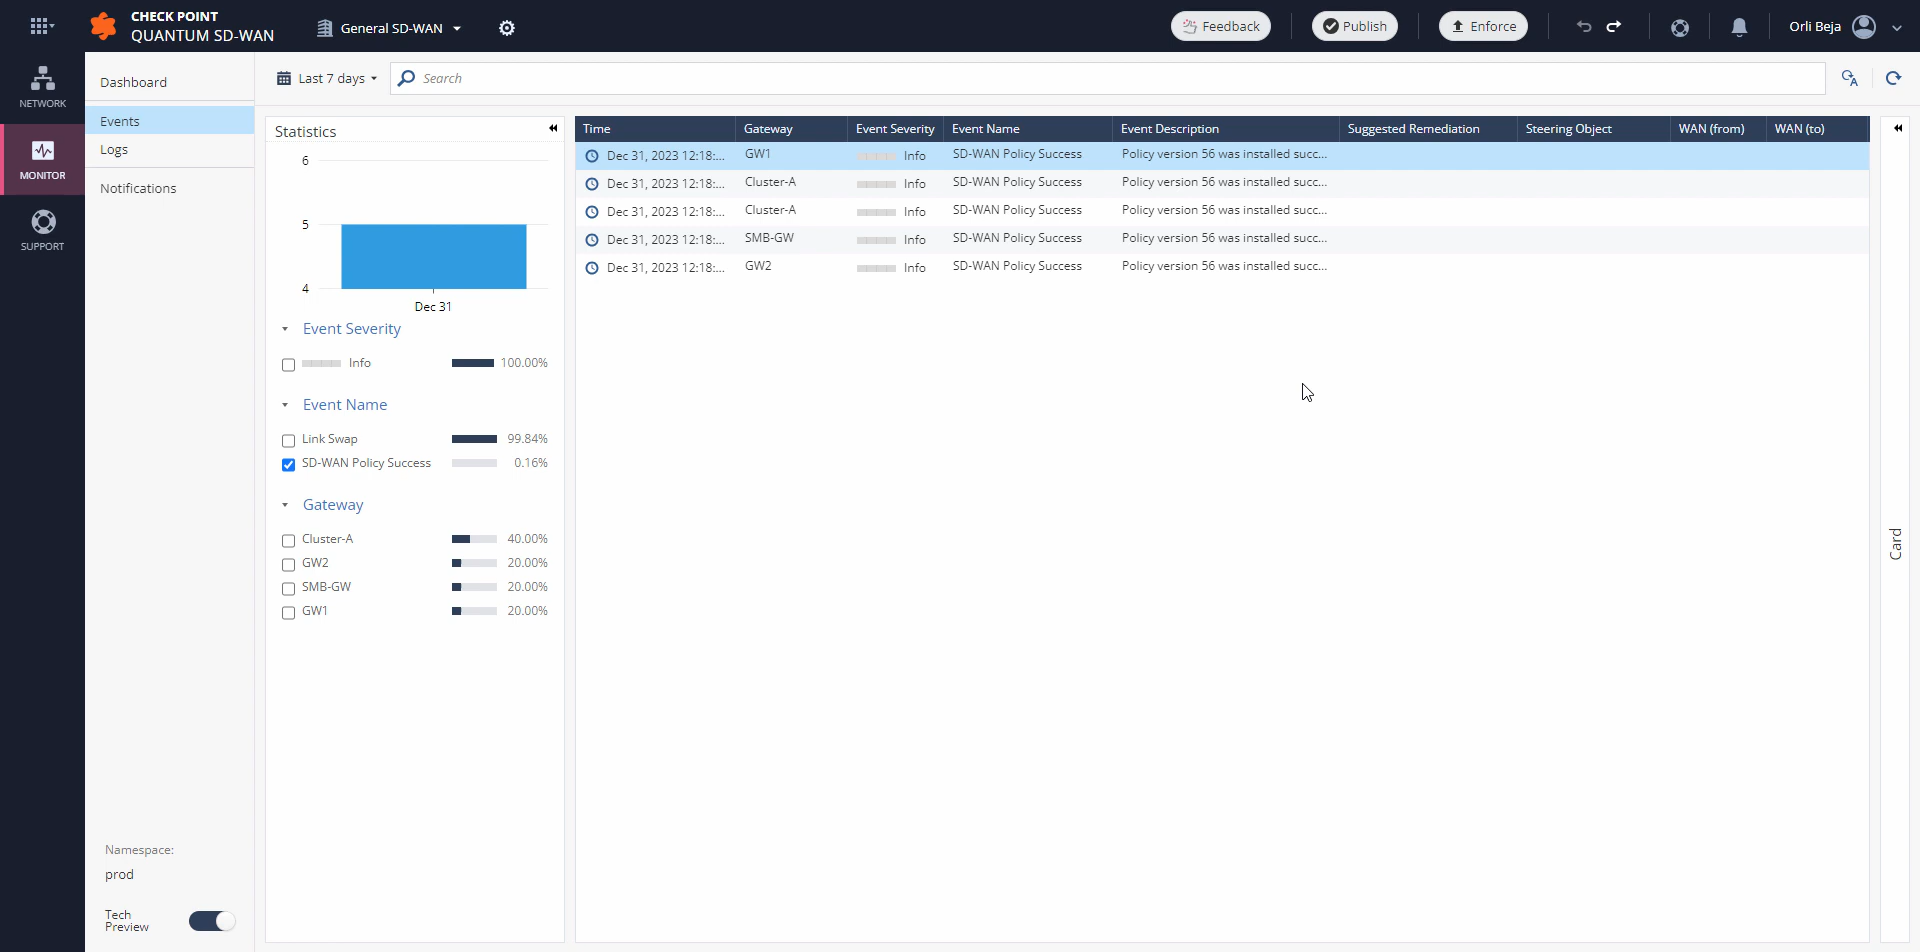 CHECK POINT
QUANTUM SD-WAN
General SD-WAN
Feedback
Publish
Enforce
Orli Beja
NETWORK
MONITOR
SUPPORT
Dashboard
Events
Logs
Notifications
Namespace:
prod
Tech
Preview
Last 7 days
Search
Statistics
6
5
4
Dec 31
Event Severity
Info 100.00%
Event Name
Link Swap 99.84%
SD-WAN Policy Success 0.16%
Gateway
Cluster-A 40.00%
GW2 20.00%
SMB-GW 20.00%
GW1 20.00%
Time Gateway Event Severity Event Name Event Description Suggested Remediation Steering Object WAN (from) WAN (to)
Dec 31, 2023 12:18:... GW1 Info SD-WAN Policy Success Policy version 56 was installed succ...
Dec 31, 2023 12:18:... Cluster-A Info SD-WAN Policy Success Policy version 56 was installed succ...
Dec 31, 2023 12:18:... Cluster-A Info SD-WAN Policy Success Policy version 56 was installed succ...
Dec 31, 2023 12:18:... SMB-GW Info SD-WAN Policy Success Policy version 56 was installed succ...
Dec 31, 2023 12:18:... GW2 Info SD-WAN Policy Success Policy version 56 was installed succ...
Card